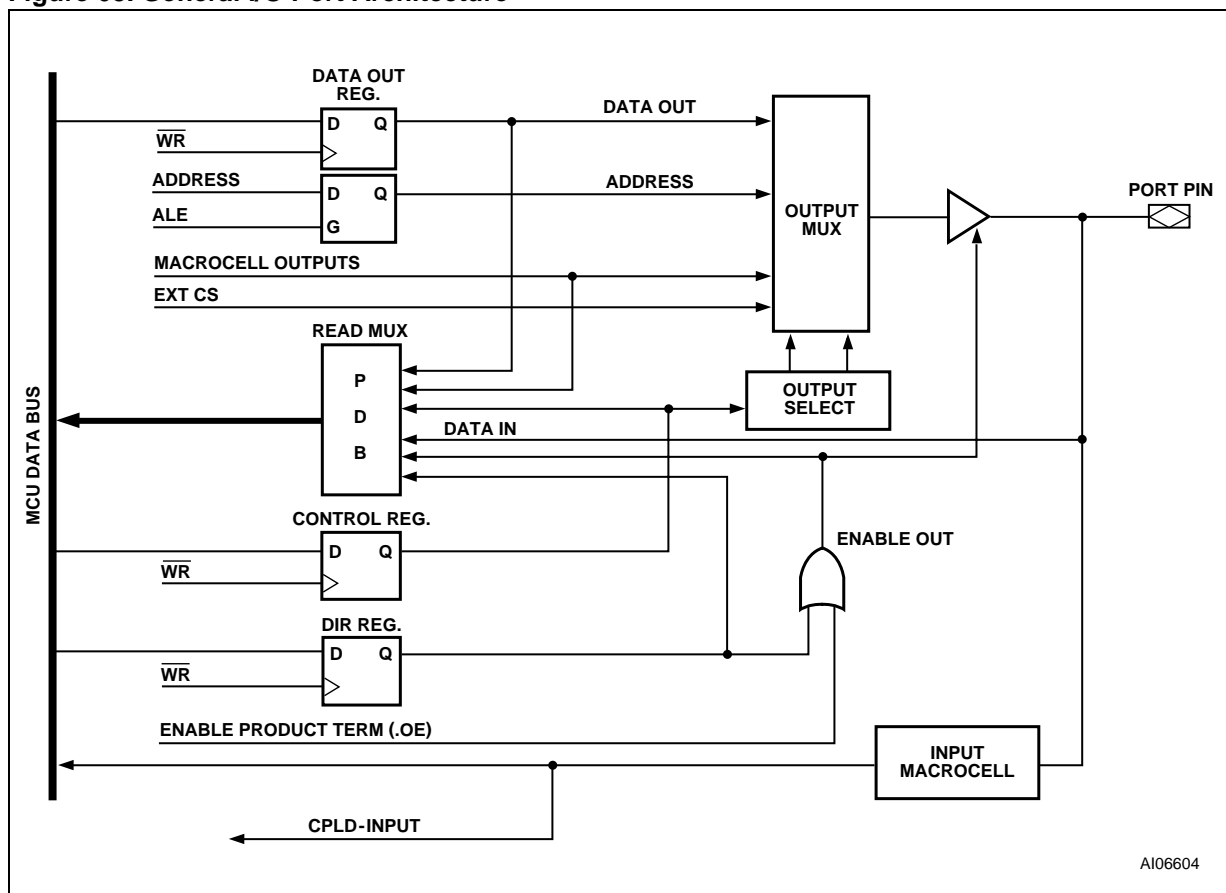 DATA OUT
REG.
D Q
WR
DATA OUT
ADDRESS
D Q
ADDRESS
ALE
G
OUTPUT
MUX
PORT PIN
MACROCELL OUTPUTS
EXT CS
READ MUX
P
D
B
OUTPUT
SELECT
DATA IN
MCU DATA BUS
CONTROL REG.
D Q
WR
ENABLE OUT
DIR REG.
D Q
WR
ENABLE PRODUCT TERM (.OE)
INPUT
MACROCELL
CPLD-INPUT
AI06604